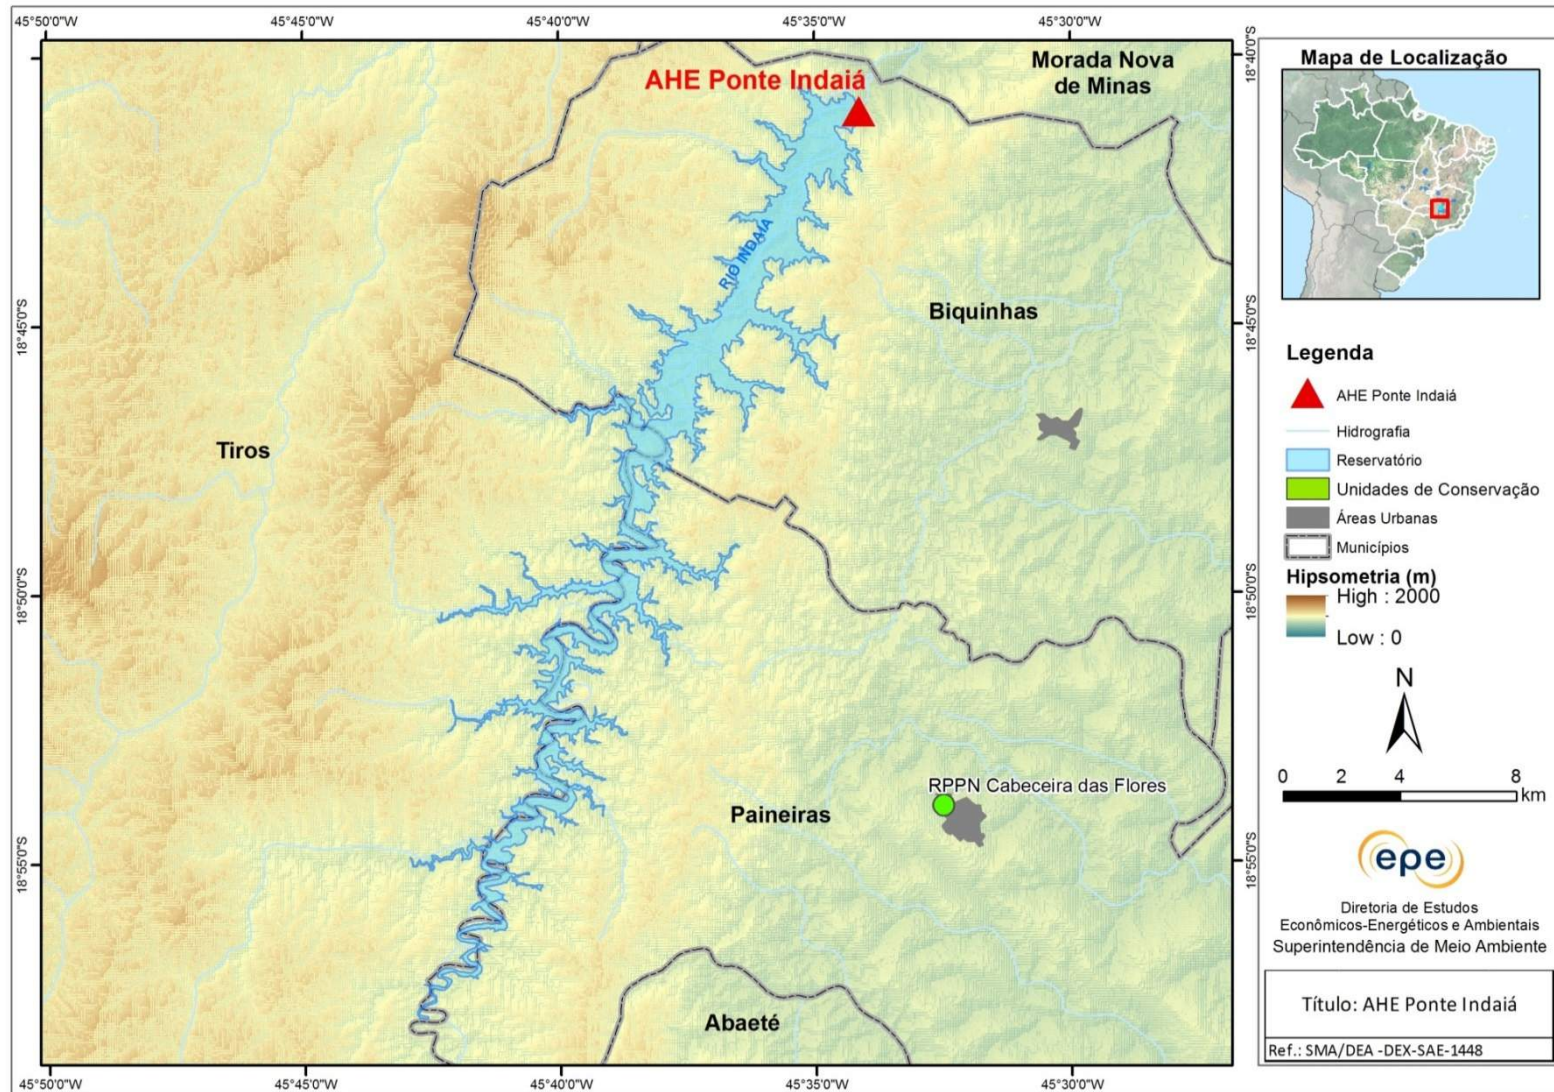 45°50'0"W
45°45'0"W
45°40'0"W
45°35'0"W
45°30'0"W
18°40'0"S
18°45'0"S
18°45'0"S
18°50'0"S
18°50'0"S
18°55'0"S
18°55'0"S
45°50'0"W
45°45'0"W
45°40'0"W
45°35'0"W
45°30'0"W
AHE Ponte Indaiá
Morada Nova
de Minas
RIO INDAIÁ
Biquinhas
Tiros
RPPN Cabeceira das Flores
Paineiras
Abaeté
Mapa de Localização
Legenda
AHE Ponte Indaiá
Hidrografia
Reservatório
Unidades de Conservação
Áreas Urbanas
Municípios
Hipsometria (m)
High : 2000
Low : 0
N
0 2 4 8
km
epe
Diretoria de Estudos
Econômicos-Energéticos e Ambientais
Superintendência de Meio Ambiente
Título: AHE Ponte Indaiá
Ref.: SMA/DEA -DEX-SAE-1448